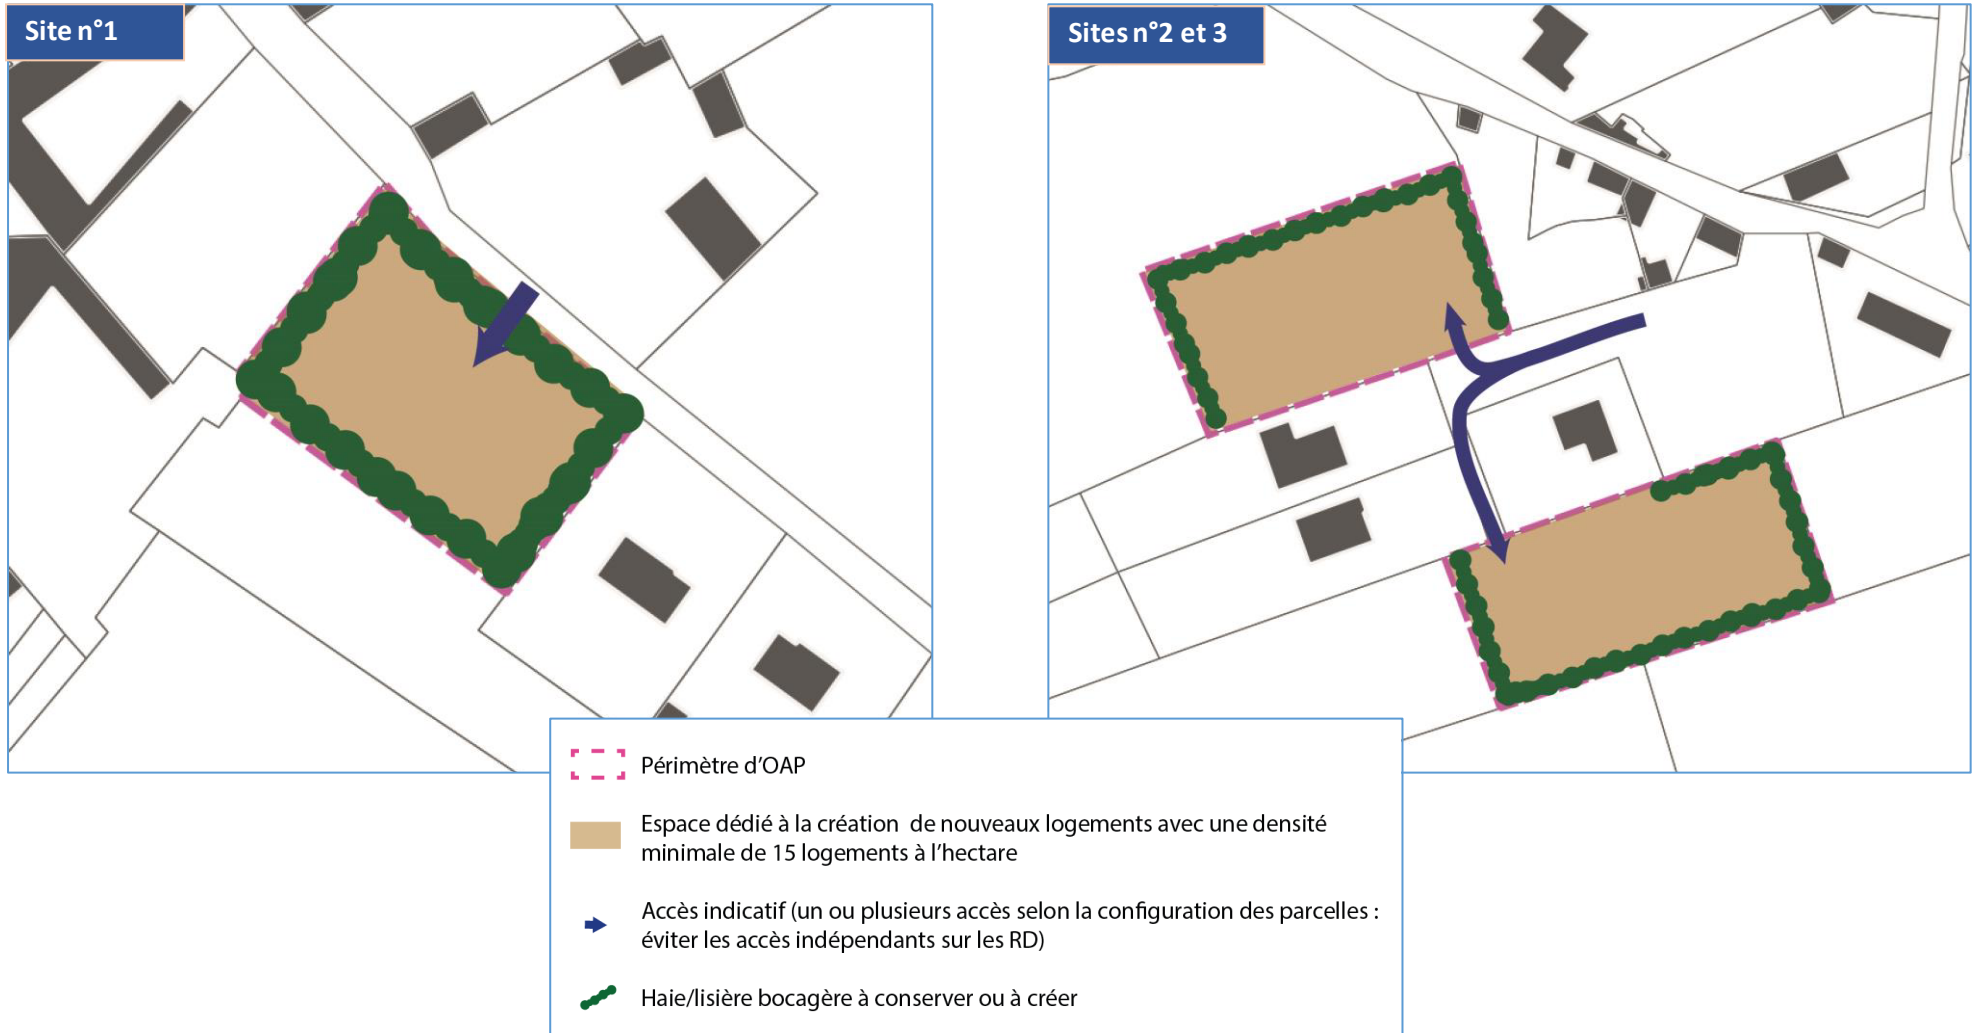 Site n°1
Sites n°2 et 3
Périmètre d'OAP
Espace dédié à la création de nouveaux logements avec une densité
minimale de 15 logements à l'hectare
Accès indicatif (un ou plusieurs accès selon la configuration des parcelles :
éviter les accès indépendants sur les RD)
Haie/lisière bocagère à conserver ou à créer